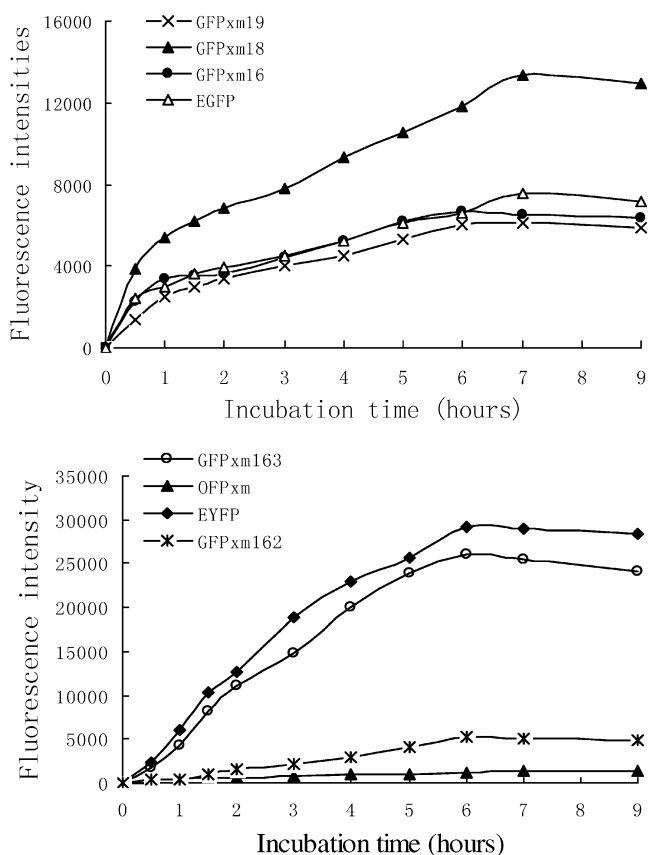 GFPxm19
GFPxm18
GFPxm16
EGFP
Fluorescence intensities
16000
12000
8000
4000
0
0 1 2 3 4 5 6 7 8 9
Incubation time (hours)
GFPxm163
OFPxm
EYFP
GFPxm162
Fluorescence intensity
35000
30000
25000
20000
15000
10000
5000
0
0 1 2 3 4 5 6 7 8 9
Incubation time (hours)